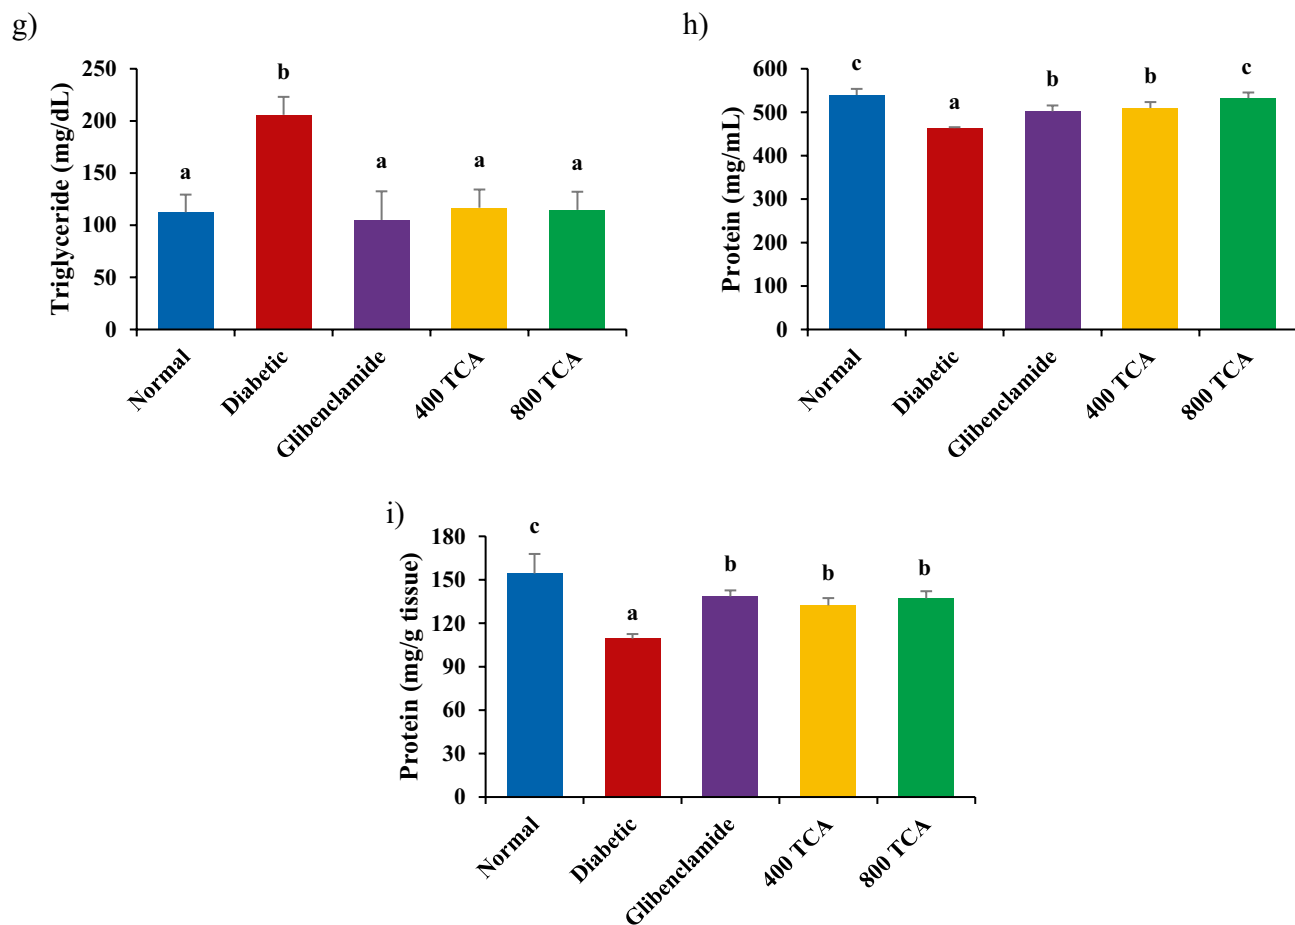 g)
Triglyceride (mg/dL)
250
200
150
100
50
0
a
b
a
a
a
Normal
Diabetic
Glibenclamide
400 TCA
800 TCA
h)
Protein (mg/mL)
600
500
400
300
200
100
0
c
a
b
b
c
Normal
Diabetic
Glibenclamide
400 TCA
800 TCA
i)
Protein (mg/g tissue)
180
150
120
90
60
30
0
c
a
b
b
b
Normal
Diabetic
Glibenclamide
400 TCA
800 TCA